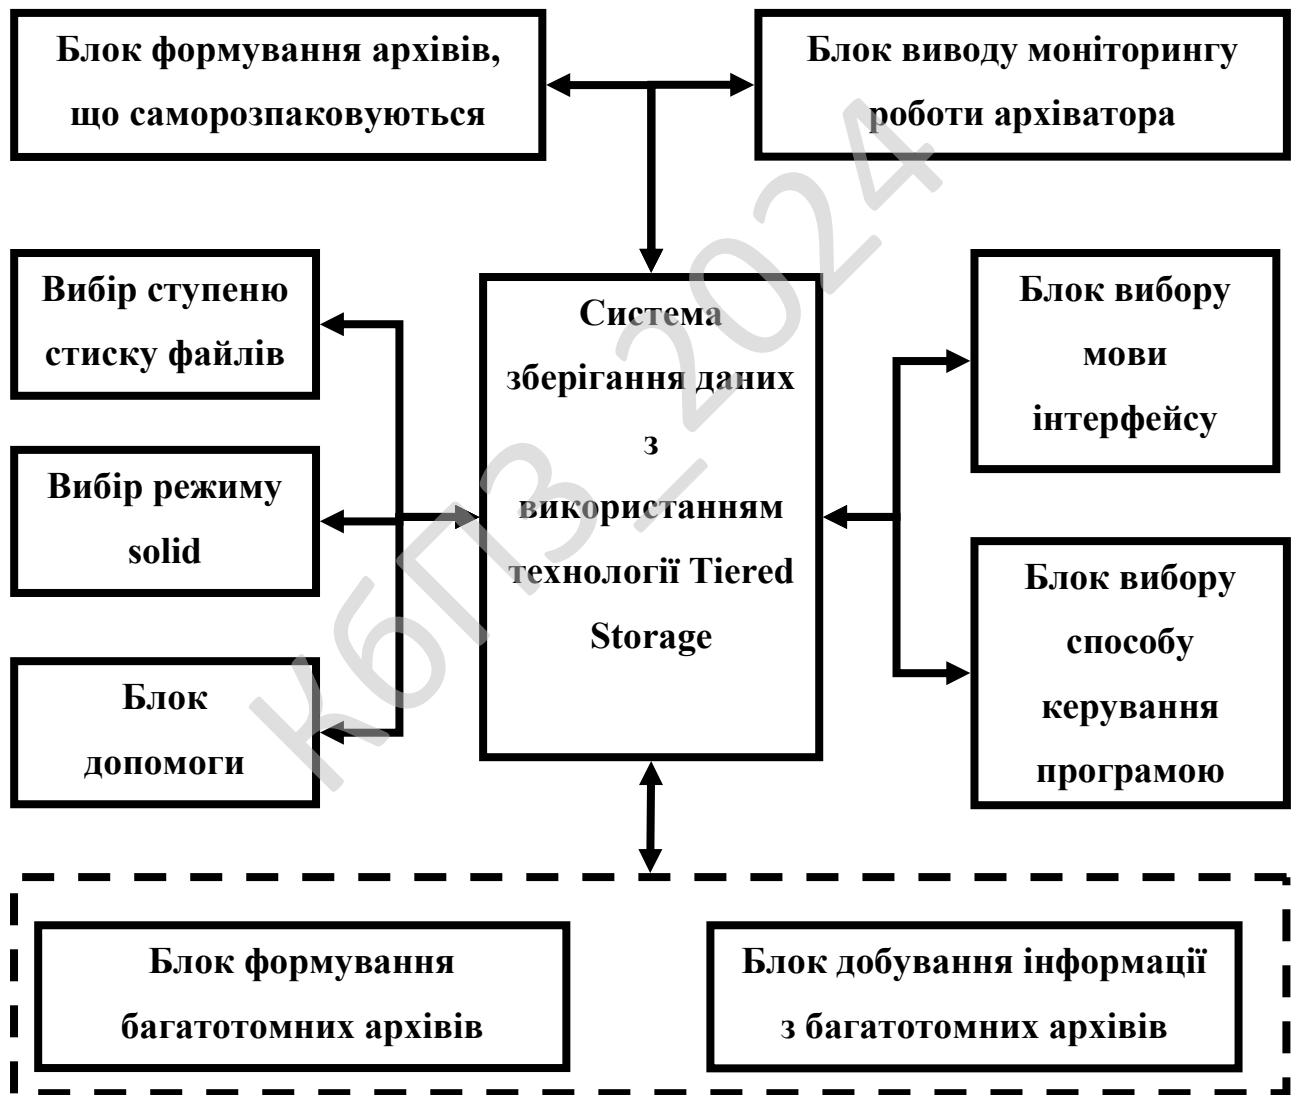 Блок формування архівів,
що саморозпаковуються
Блок виводу моніторингу
роботи архіватора
Вибір ступеню
стиску файлів
Вибір режиму
solid
Блок
допомоги
Система
зберігання даних
з
використанням
технології Tiered
Storage
Блок вибору
мови
інтерфейсу
Блок вибору
способу
керування
програмою
Блок формування
багатотомних архівів
Блок добування інформації
з багатотомних архівів
КбПЗ_2024